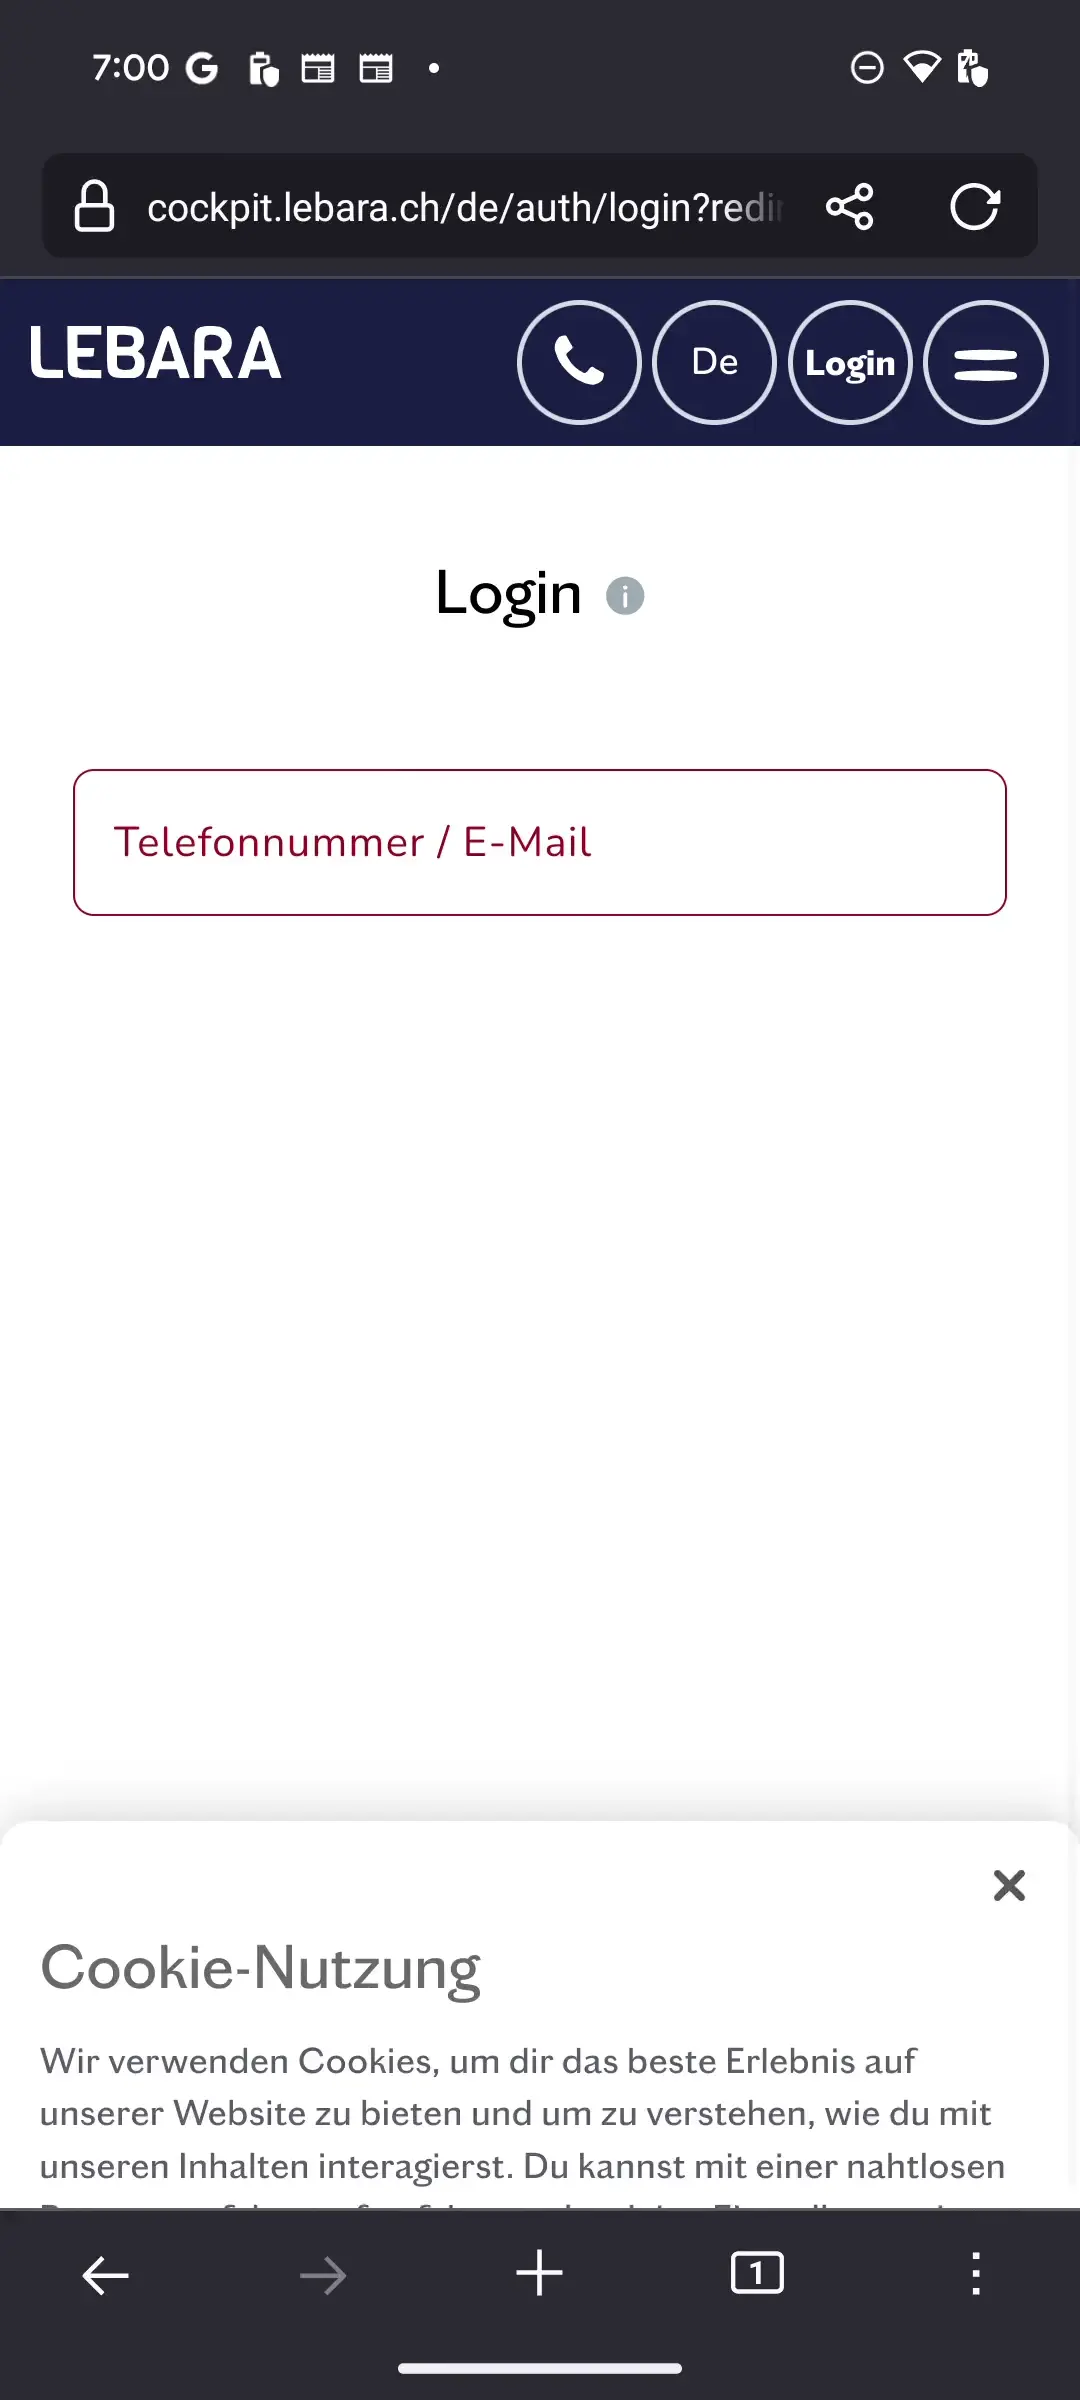 7:00
cockpit.lebara.ch/de/auth/login?redir
LEBARA
De
Login
Login
Telefonnummer / E-Mail
Cookie-Nutzung
Wir verwenden Cookies, um dir das beste Erlebnis auf
unserer Website zu bieten und um zu verstehen, wie du mit
unseren Inhalten interagierst. Du kannst mit einer nahtlosen
1